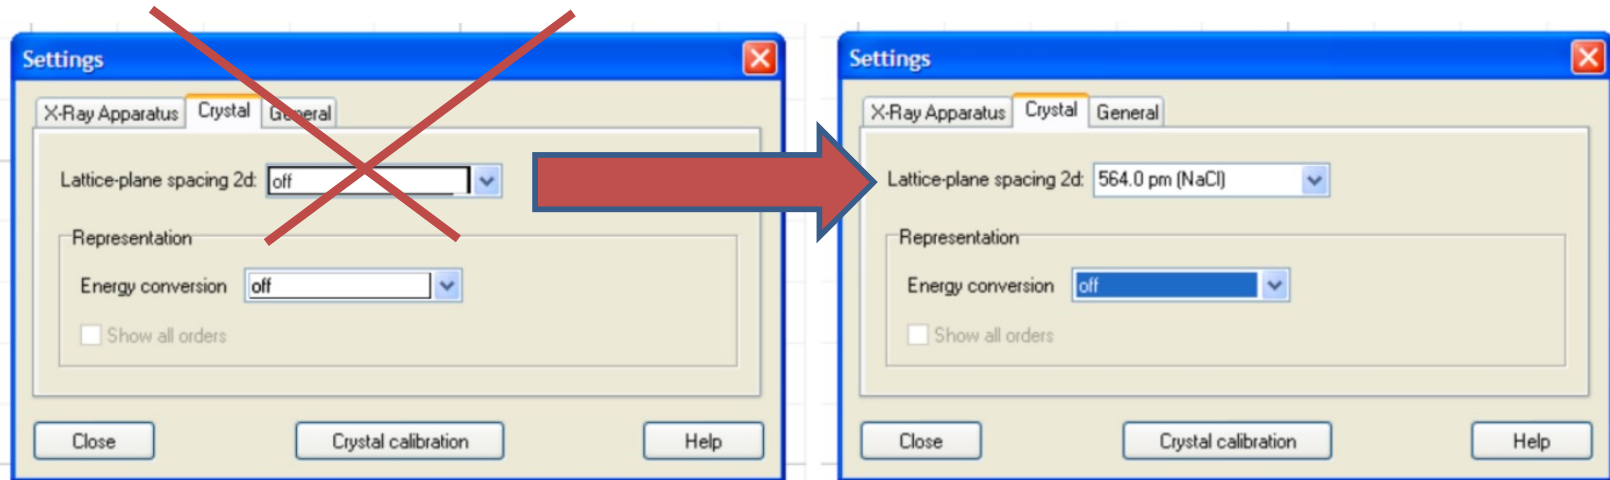 Settings
X-Ray Apparatus Crystal General
Lattice-plane spacing 2d: off
Representation
Energy conversion off
Show all orders
Close Crystal calibration Help
Settings
X-Ray Apparatus Crystal General
Lattice-plane spacing 2d: 564.0 pm (NaCl)
Representation
Energy conversion off
Show all orders
Close Crystal calibration Help